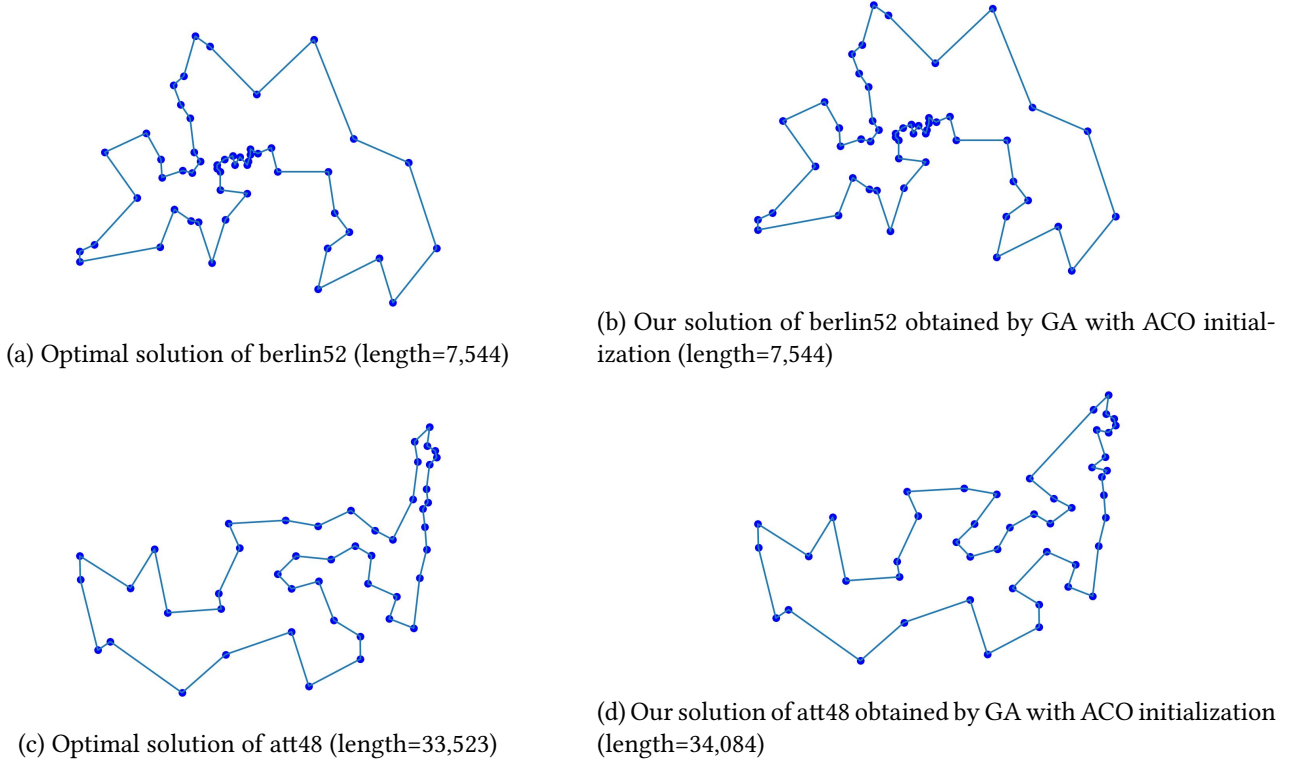 (a) Optimal solution of berlin52 (length=7,544)
(b) Our solution of berlin52 obtained by GA with ACO initial-
ization (length=7,544)
(c) Optimal solution of att48 (length=33,523)
(d) Our solution of att48 obtained by GA with ACO initialization
(length=34,084)